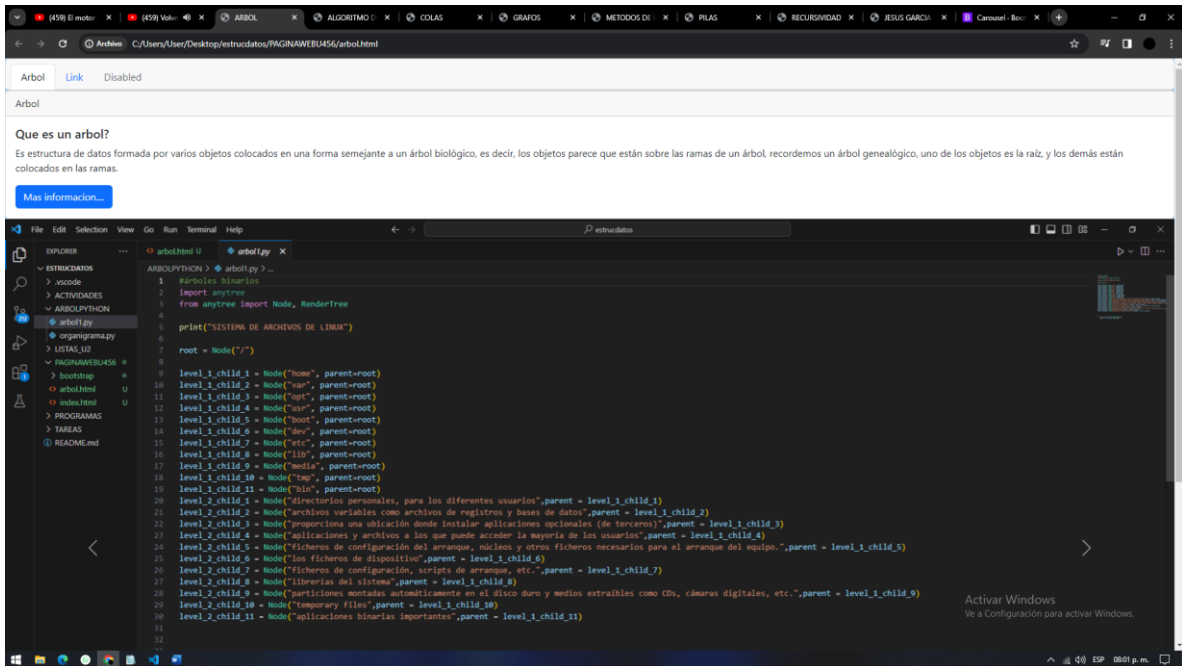 (459) El motor
(459) Volve
ARBOL
ALGORITMO D
COLAS
GRAFOS
METODOS DE
PILAS
RECURSIVIDAD
JESUS GARCIA
Carousel · Boo
Archivo C:/Users/User/Desktop/estrucdatos/PAGINAWEBU456/arbol.html
Arbol Link Disabled
Arbol
Que es un arbol?
Es estructura de datos formada por varios objetos colocados en una forma semejante a un árbol biológico, es decir, los objetos parece que están sobre las ramas de un árbol, recordemos un árbol genealógico, uno de los objetos es la raíz, y los demás están
colocados en las ramas.
Mas informacion....
File Edit Selection View Go Run Terminal Help
estrucdatos
EXPLORER ...
ESTRUCDATOS
> .vscode
> ACTIVIDADES
ARBOLPYTHON
arbol1.py
organigrama.py
> LISTAS_U2
PAGINAWEBU456
> bootstrap
arbol.html U
index.html U
> PROGRAMAS
> TAREAS
README.md
arbol.html U
arbol1.py
ARBOLPYTHON > arbol1.py > ...
1 #árboles binarios
2 import anytree
3 from anytree import Node, RenderTree
4
5 print("SISTEMA DE ARCHIVOS DE LINUX")
6
7 root = Node("/")
8
9 level_1_child_1 = Node("home", parent=root)
10 level_1_child_2 = Node("var", parent=root)
11 level_1_child_3 = Node("opt", parent=root)
12 level_1_child_4 = Node("usr", parent=root)
13 level_1_child_5 = Node("boot", parent=root)
14 level_1_child_6 = Node("dev", parent=root)
15 level_1_child_7 = Node("etc", parent=root)
16 level_1_child_8 = Node("lib", parent=root)
17 level_1_child_9 = Node("media", parent=root)
18 level_1_child_10 = Node("tmp", parent=root)
19 level_1_child_11 = Node("bin", parent=root)
20 level_2_child_1 = Node("directorios personales, para los diferentes usuarios",parent = level_1_child_1)
21 level_2_child_2 = Node("archivos variables como archivos de registros y bases de datos",parent = level_1_child_2)
22 level_2_child_3 = Node("proporciona una ubicación donde instalar aplicaciones opcionales (de terceros)",parent = level_1_child_3)
23 level_2_child_4 = Node("aplicaciones y archivos a los que puede acceder la mayoría de los usuarios",parent = level_1_child_4)
24 level_2_child_5 = Node("ficheros de configuración del arranque, núcleos y otros ficheros necesarios para el arranque del equipo.",parent = level_1_child_5)
25 level_2_child_6 = Node("los ficheros de dispositivo",parent = level_1_child_6)
26 level_2_child_7 = Node("ficheros de configuración, scripts de arranque, etc.",parent = level_1_child_7)
27 level_2_child_8 = Node("librerías del sistema",parent = level_1_child_8)
28 level_2_child_9 = Node("particiones montadas automáticamente en el disco duro y medios extraíbles como CDs, cámaras digitales, etc.",parent = level_1_child_9)
29 level_2_child_10 = Node("temporary files",parent = level_1_child_10)
30 level_2_child_11 = Node("aplicaciones binarias importantes",parent = level_1_child_11)
31
32
Activar Windows
Ve a Configuración para activar Windows.
ESP 08:01 p. m.